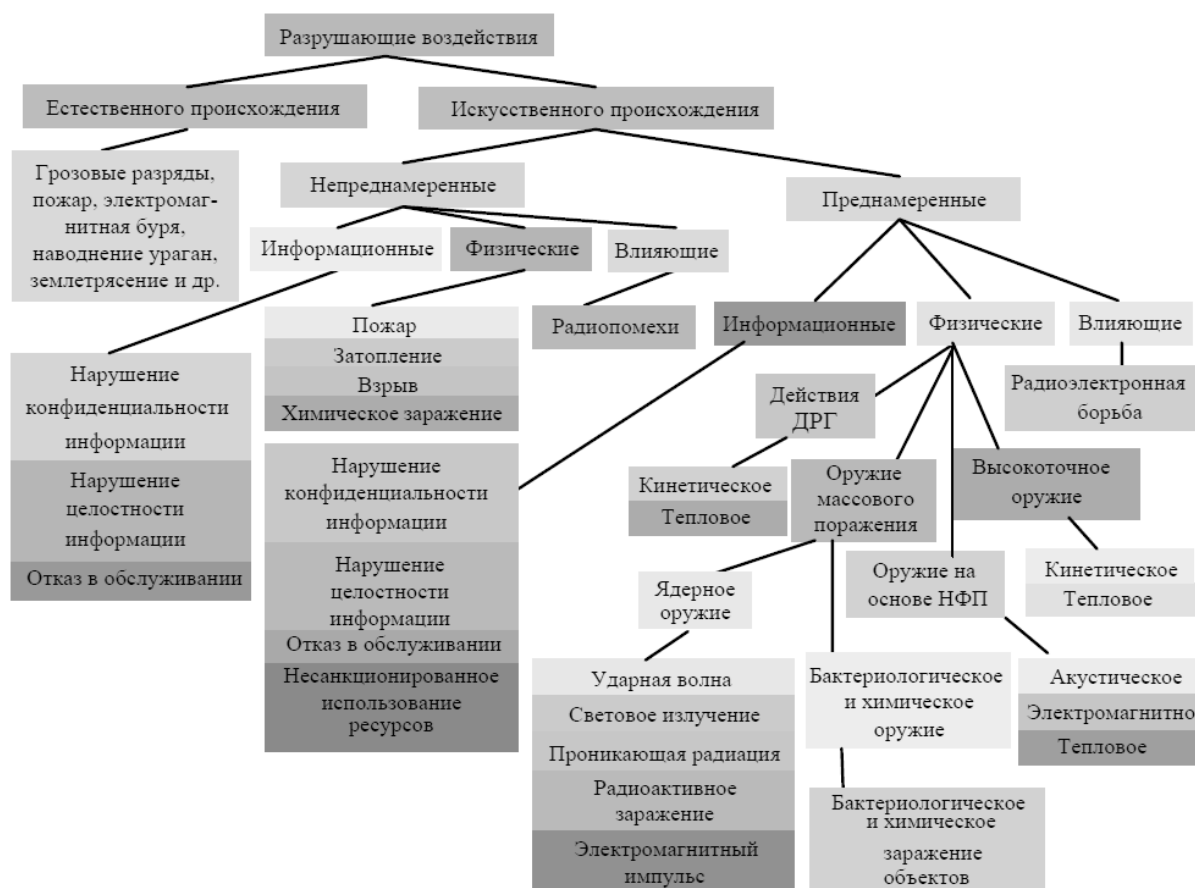 Разрушающие воздействия
Естественного происхождения
Искусственного происхождения
Грозовые разряды,
пожар, электромаг-
нитная буря,
наводнение ураган,
землетрясение и др.
Непреднамеренные
Преднамеренные
Информационные
Физические
Влияющие
Нарушение
конфиденциальности
информации
Нарушение
целостности
информации
Отказ в обслуживании
Пожар
Затопление
Взрыв
Химическое заражение
Радиопомехи
Информационные
Физические
Влияющие
Нарушение
конфиденциальности
информации
Нарушение
целостности
информации
Отказ в обслуживании
Несанкционированное
использование
ресурсов
Действия
ДРГ
Кинетическое
Тепловое
Оружие
массового
поражения
Ядерное
оружие
Ударная волна
Световое излучение
Проникающая радиация
Радиоактивное
заражение
Электромагнитный
импульс
Бактериологическое
и химическое
оружие
Бактериологическое
и химическое
заражение
объектов
Оружие на
основе НФП
Акустическое
Электромагнитно
Тепловое
Высокоточное
оружие
Кинетическое
Тепловое
Радиоэлектронная
борьба